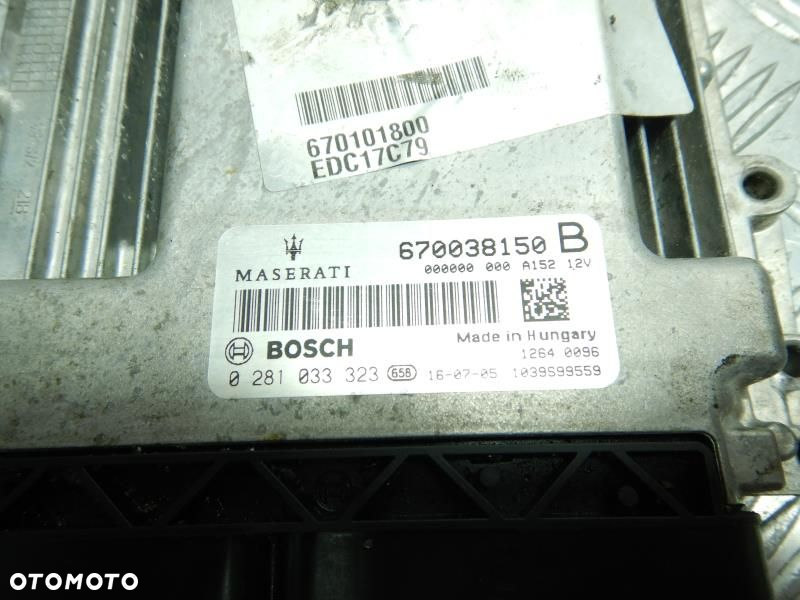 670101800
EDC17C79
MASERATI
670038150 B
000000 000 A152 12V
BOSCH
Made in Hungary
1264 0096
0 281 033 323 658 16-07-05 1039S99559
OTOMOTO